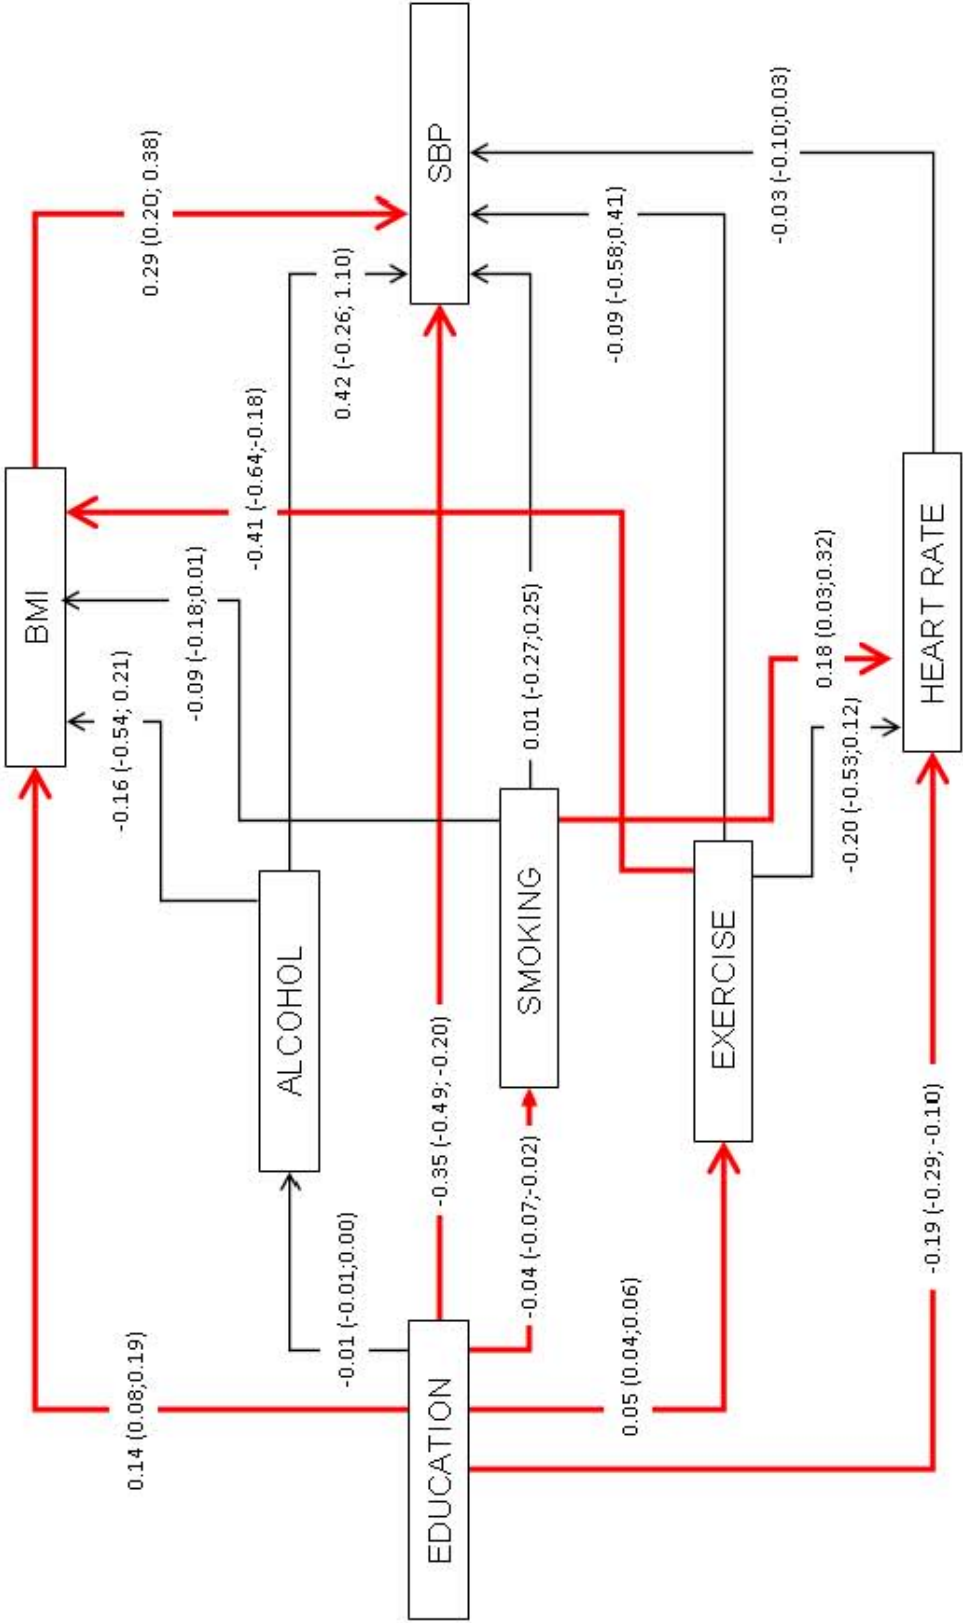 BMI
0.14 (0.08;0.19)
-0.16 (-0.54; 0.21)
-0.09 (-0.18;0.01)
-0.41 (-0.64;-0.18)
0.29 (0.20; 0.38)
ALCOHOL
-0.01 (-0.01;0.00)
0.42 (-0.26; 1.10)
EDUCATION
-0.35 (-0.49; -0.20)
SBP
-0.04 (-0.07;-0.02)
SMOKING
0.01 (-0.27;0.25)
0.05 (0.04;0.06)
EXERCISE
-0.09 (-0.58;0.41)
-0.20 (-0.53;0.12)
0.18 (0.03;0.32)
-0.03 (-0.10;0.03)
-0.19 (-0.29; -0.10)
HEART RATE